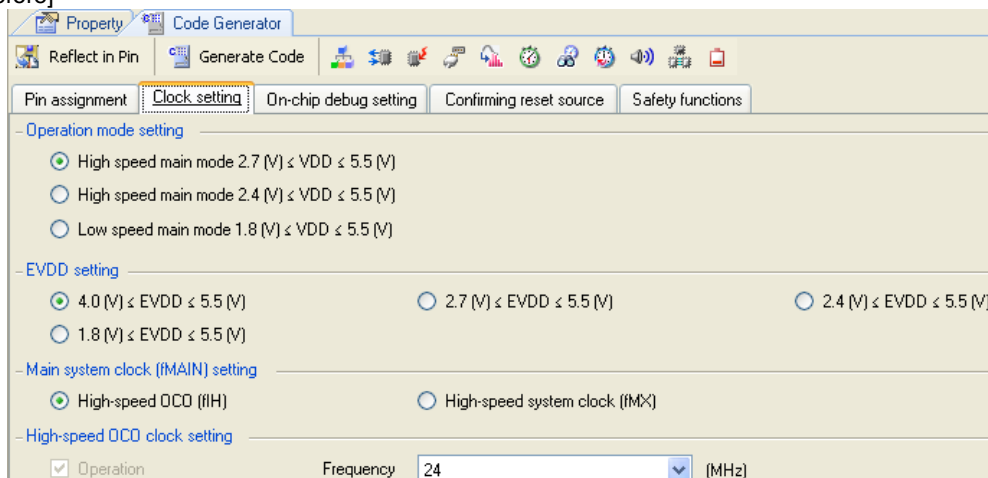 efore]
Property Code Generator
Reflect in Pin Generate Code
Pin assignment Clock setting On-chip debug setting Confirming reset source Safety functions
Operation mode setting
High speed main mode 2.7 (V) ≤ VDD ≤ 5.5 (V)
High speed main mode 2.4 (V) ≤ VDD ≤ 5.5 (V)
Low speed main mode 1.8 (V) ≤ VDD ≤ 5.5 (V)
EVDD setting
4.0 (V) ≤ EVDD ≤ 5.5 (V) 2.7 (V) ≤ EVDD ≤ 5.5 (V) 2.4 (V) ≤ EVDD ≤ 5.5 (V)
1.8 (V) ≤ EVDD ≤ 5.5 (V)
Main system clock (fMAIN) setting
High-speed OCO (fIH) High-speed system clock (fMX)
High-speed OCO clock setting
Operation Frequency 24 (MHz)